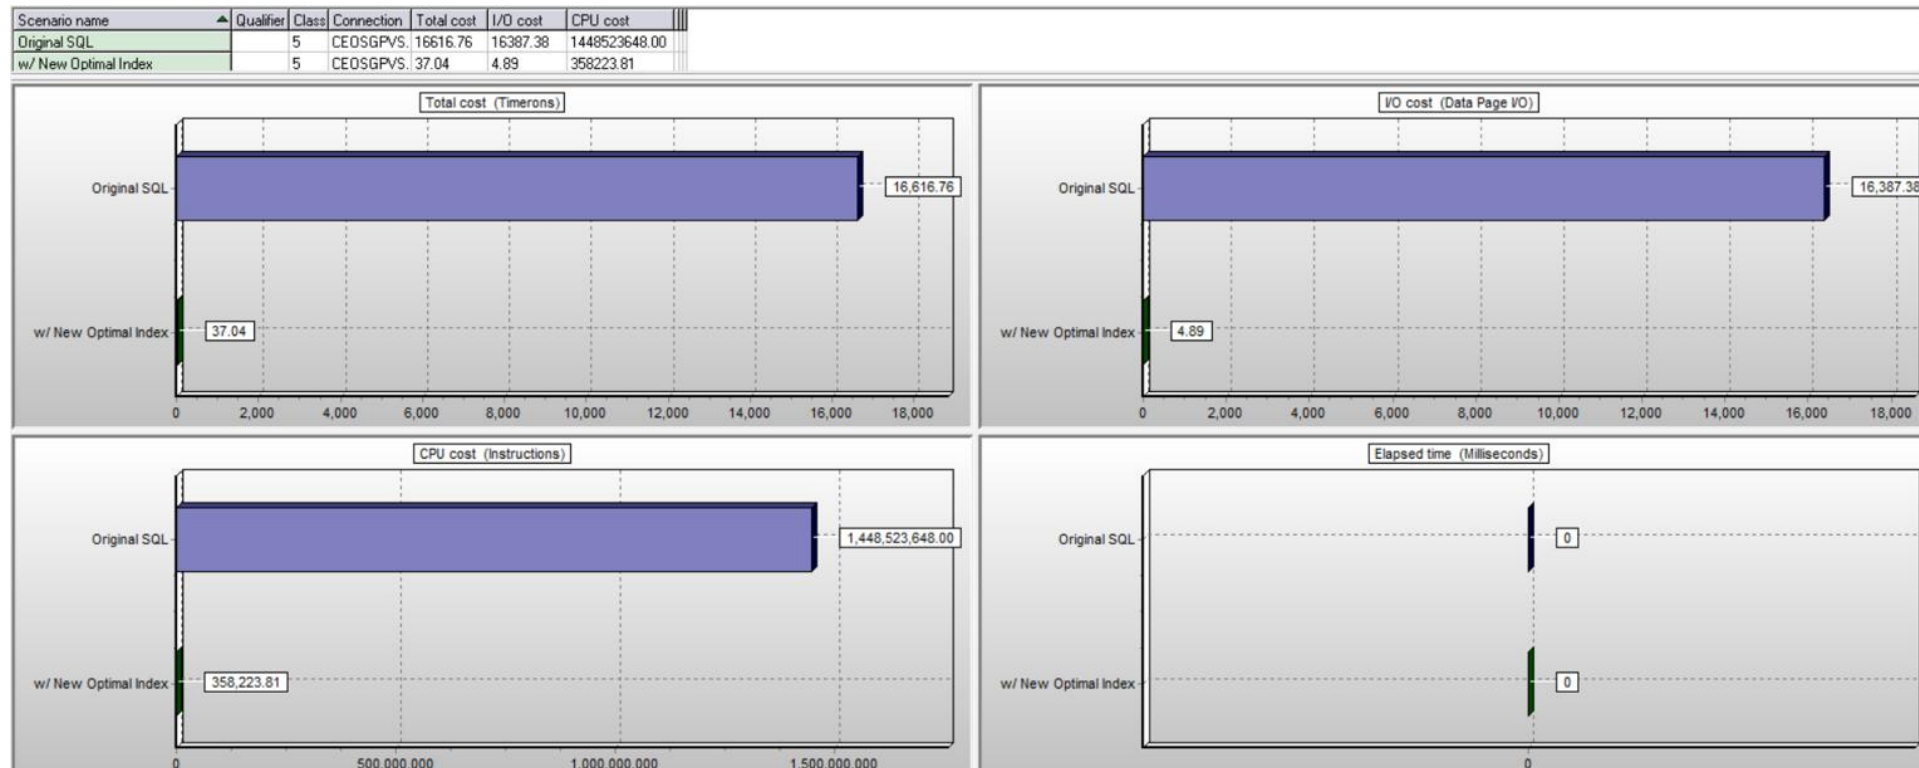 Scenario name Qualifier Class Connection Total cost I/O cost CPU cost
Original SQL 5 CEOSGPVS. 16616.76 16387.38 1448523648.00
w/ New Optimal Index 5 CEOSGPVS. 37.04 4.89 358223.81
Total cost (Timerons)
Original SQL 16,616.76
w/ New Optimal Index 37.04
0 2,000 4,000 6,000 8,000 10,000 12,000 14,000 16,000 18,000
I/O cost (Data Page I/O)
Original SQL 16,387.38
w/ New Optimal Index 4.89
0 2,000 4,000 6,000 8,000 10,000 12,000 14,000 16,000 18,000
CPU cost (Instructions)
Original SQL 1,448,523,648.00
w/ New Optimal Index 358,223.81
0 500,000,000 1,000,000,000 1,500,000,000
Elapsed time (Milliseconds)
Original SQL 0
w/ New Optimal Index 0
0